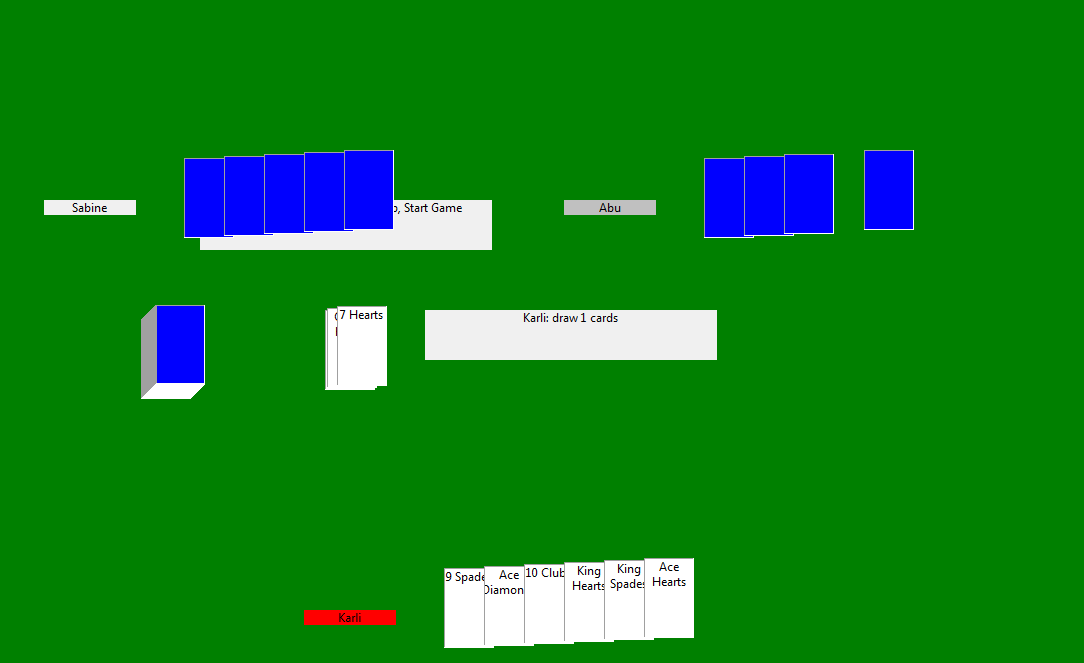 Sabine
, Start Game
Abu
7 Hearts
Karli: draw 1 cards
9 Spade
Ace
Diamon
10 Club
King
Hearts
King
Spades
Ace
Hearts
Karli